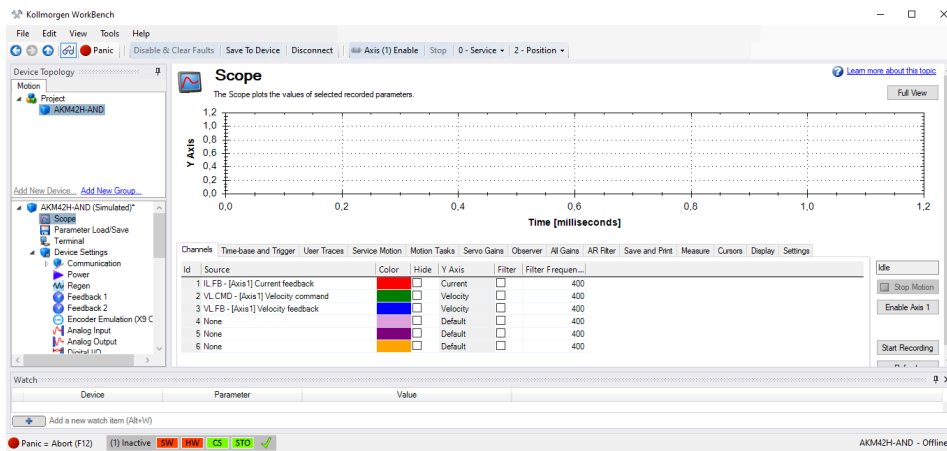 Kollmorgen WorkBench
File Edit View Tools Help
Panic Disable & Clear Faults Save To Device Disconnect Axis (1) Enable Stop 0 - Service 2 - Position
Device Topology
Motion
Project
AKM42H-AND
Add New Device... Add New Group...
AKM42H-AND (Simulated)*
Scope
Parameter Load/Save
Terminal
Device Settings
Communication
Power
Regen
Feedback 1
Feedback 2
Encoder Emulation (X9 C
Analog Input
Analog Output
Digital I/O
Scope
The Scope plots the values of selected recorded parameters.
Learn more about this topic
Full View
Y Axis
1,2
1,0
0,8
0,6
0,4
0,2
0,0
0,0 0,2 0,4 0,6 0,8 1,0 1,2
Time [milliseconds]
Channels Time-base and Trigger User Traces Service Motion Motion Tasks Servo Gains Observer All Gains AR Filter Save and Print Measure Cursors Display Settings
Id Source Color Hide Y Axis Filter Filter Frequen...
1 IL.FB - [Axis1] Current feedback Current 400
2 VL.CMD - [Axis1] Velocity command Velocity 400
3 VL.FB - [Axis1] Velocity feedback Velocity 400
4 None Default 400
5 None Default 400
6 None Default 400
Idle
Stop Motion
Enable Axis 1
Start Recording
Watch
Device Parameter Value
Add a new watch item (Alt+W)
Panic = Abort (F12) (1) Inactive SW HW CS STO AKM42H-AND - Offline